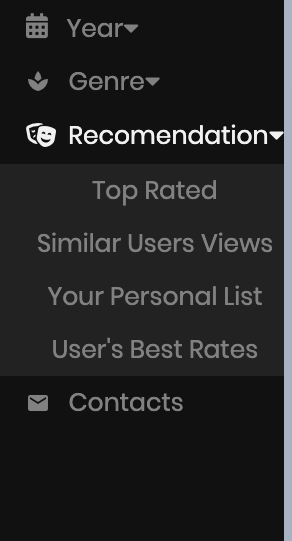 Year
Genre
Recomendation
Top Rated
Similar Users Views
Your Personal List
User's Best Rates
Contacts